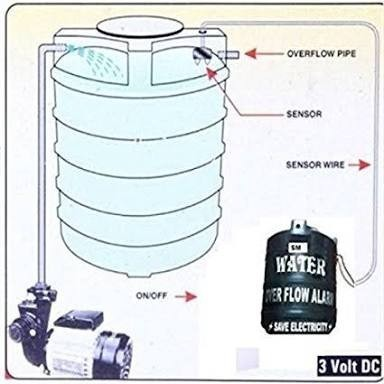 OVERFLOW PIPE
SENSOR
SENSOR WIRE
ON/OFF
SM
WATER
OVER FLOW ALARM
SAVE ELECTRICITY
3 Volt DC